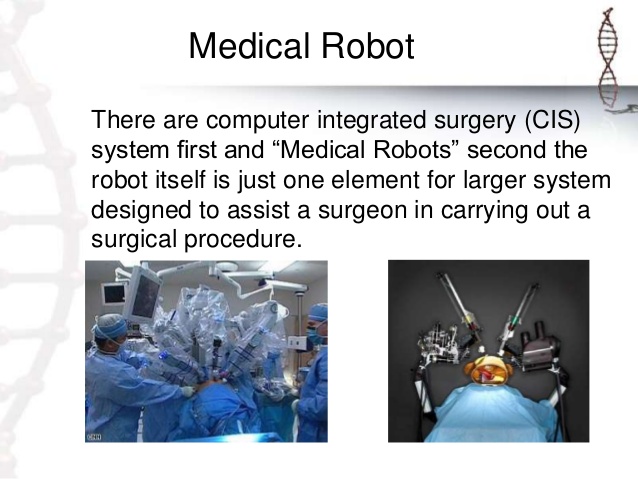 Medical Robot
There are computer integrated surgery (CIS)
system first and “Medical Robots” second the
robot itself is just one element for larger system
designed to assist a surgeon in carrying out a
surgical procedure.
CNN